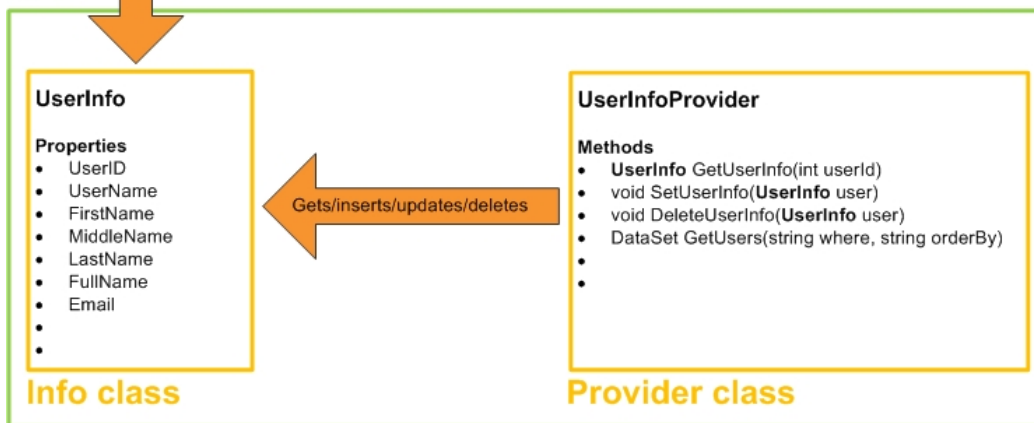 UserInfo
Properties
• UserID
• UserName
• FirstName
• MiddleName
• LastName
• FullName
• Email
•
•
Info class
Gets/inserts/updates/deletes
UserInfoProvider
Methods
• UserInfo GetUserInfo(int userId)
• void SetUserInfo(UserInfo user)
• void DeleteUserInfo(UserInfo user)
• DataSet GetUsers(string where, string orderBy)
•
•
Provider class